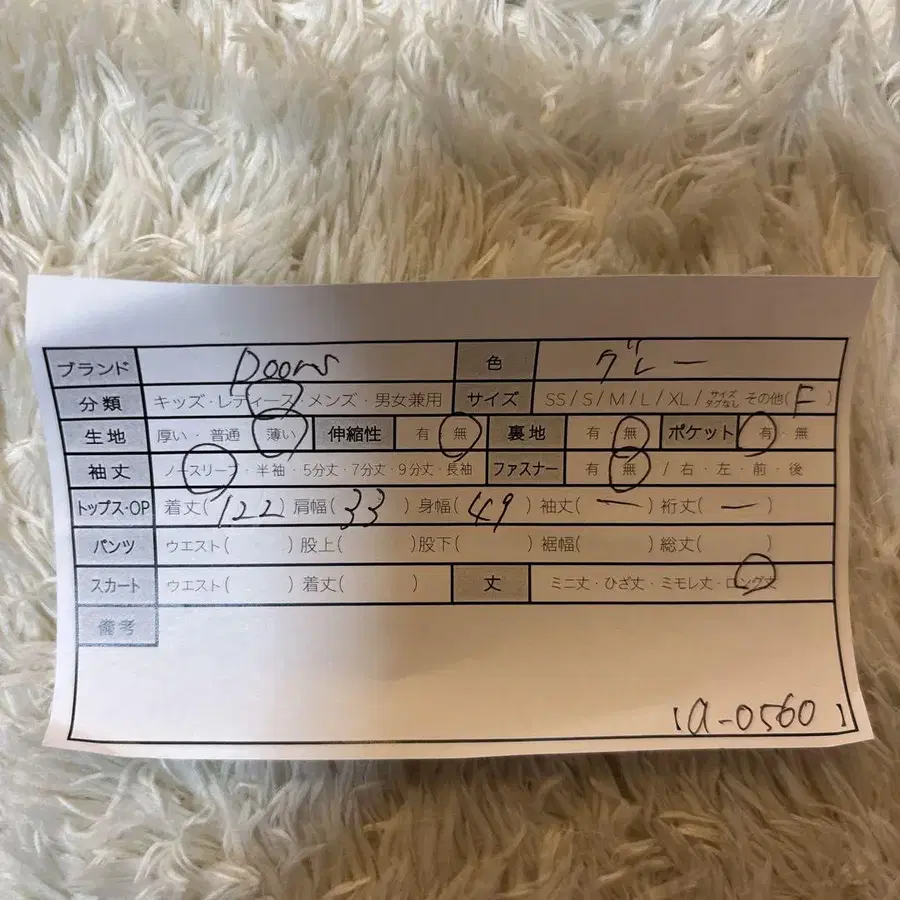 ブランド Doors 色 グレー
分類 キッズ・レディース・メンズ・男女兼用 サイズ SS / S / M / L / XL / サイズタグなし その他( F )
生地 厚い・普通・薄い 伸縮性 有・無 裏地 有・無 ポケット 有・無
袖丈 ノースリーブ・半袖・5分丈・7分丈・9分丈・長袖 ファスナー 有・無 / 右・左・前・後
トップス・OP 着丈( 122 ) 肩幅( 33 ) 身幅( 49 ) 袖丈( ー ) 裄丈( ー )
パンツ ウエスト( ) 股上( ) 股下( ) 裾幅( ) 総丈( )
スカート ウエスト( ) 着丈( ) 丈 ミニ丈・ひざ丈・ミモレ丈・ロング丈
備考
【a-0560】